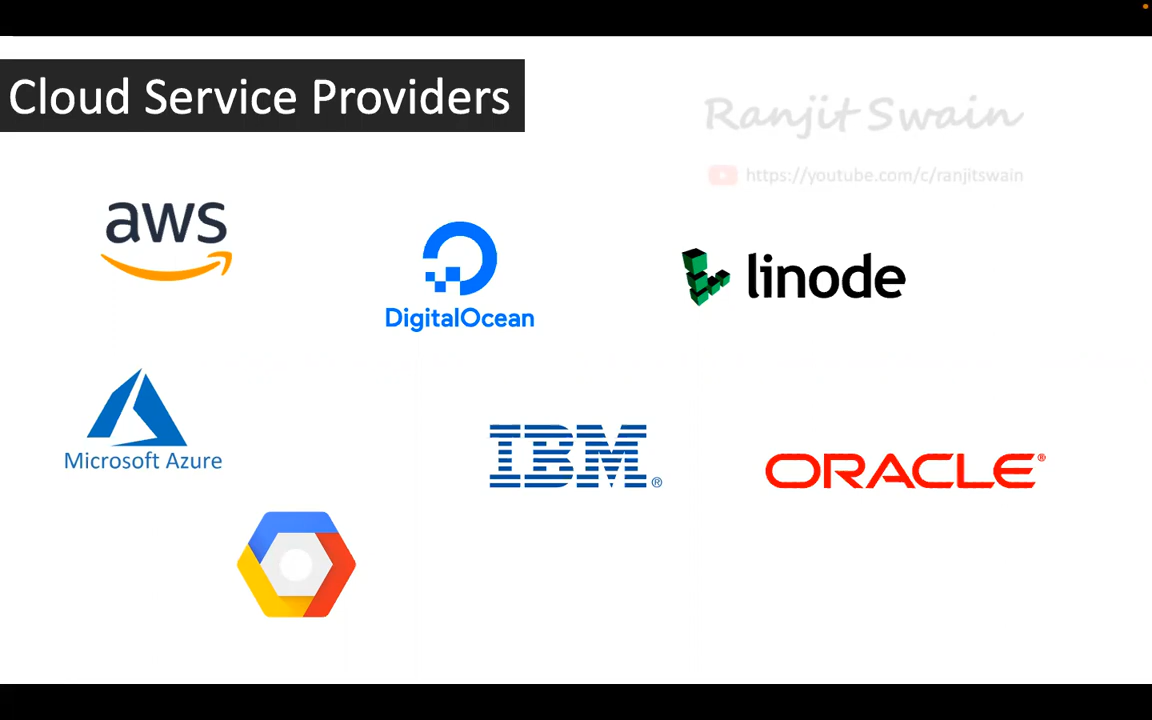 Cloud Service Providers
Ranjit Swain
https://youtube.com/c/ranjitswain
aws
DigitalOcean
linode
Microsoft Azure
IBM®
ORACLE®